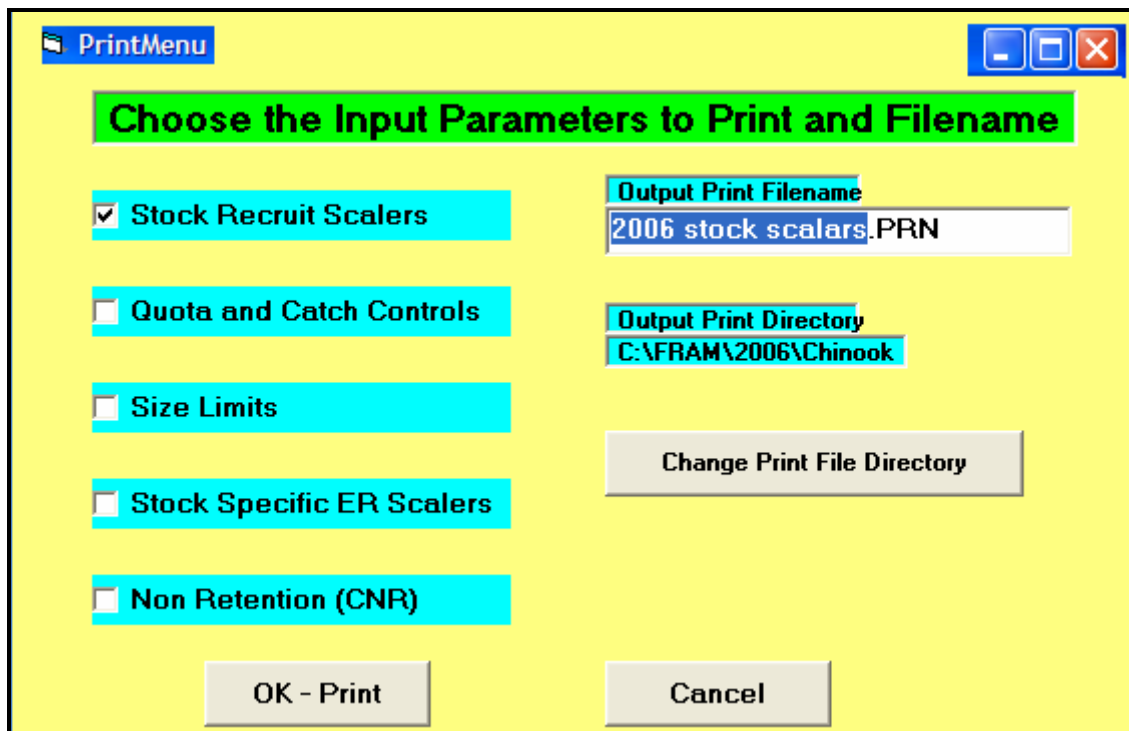 PrintMenu
Choose the Input Parameters to Print and Filename
Stock Recruit Scalers
Quota and Catch Controls
Size Limits
Stock Specific ER Scalers
Non Retention (CNR)
Output Print Filename
2006 stock scalars.PRN
Output Print Directory
C:\FRAM\2006\Chinook
Change Print File Directory
OK - Print
Cancel